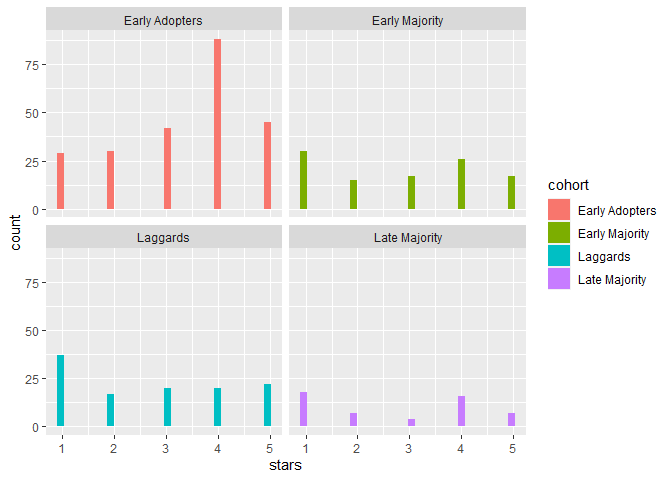 Early Adopters
Early Majority
75
50
25
0
count
Laggards
Late Majority
75
50
25
0
1 2 3 4 5
1 2 3 4 5
stars
cohort
Early Adopters
Early Majority
Laggards
Late Majority